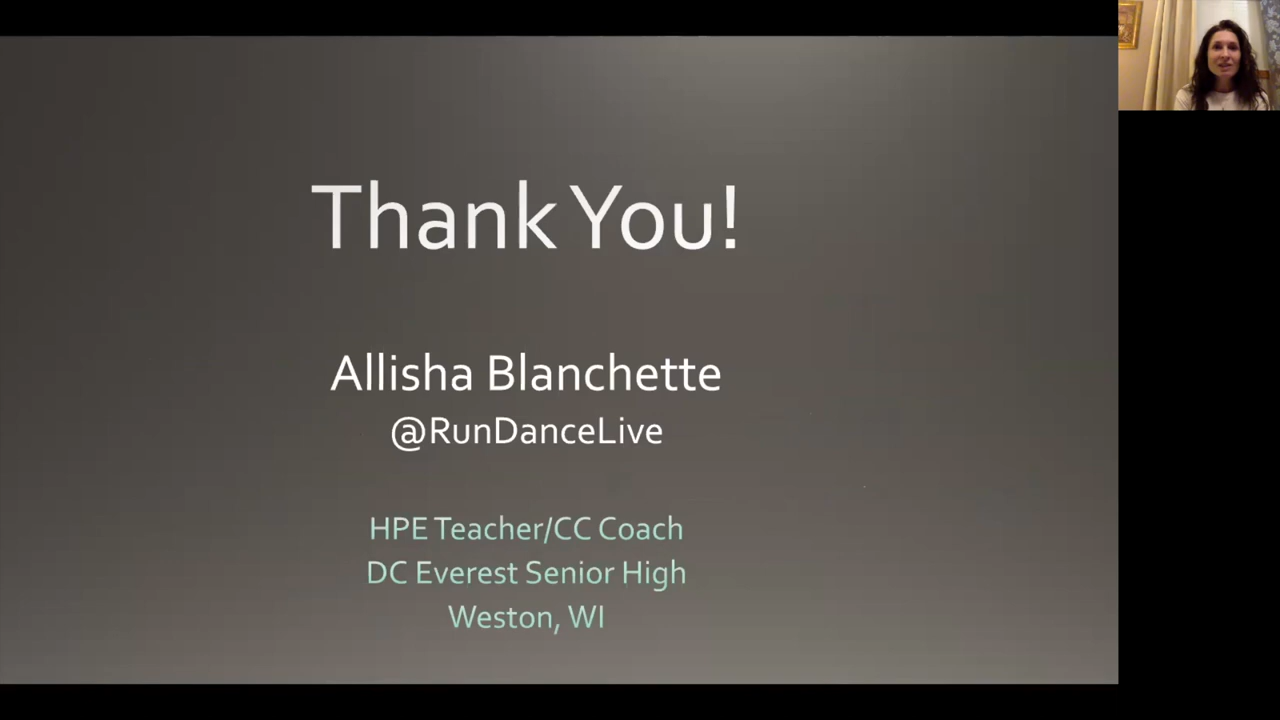 Thank You!
Allisha Blanchette
@RunDanceLive
HPE Teacher/CC Coach
DC Everest Senior High
Weston, WI